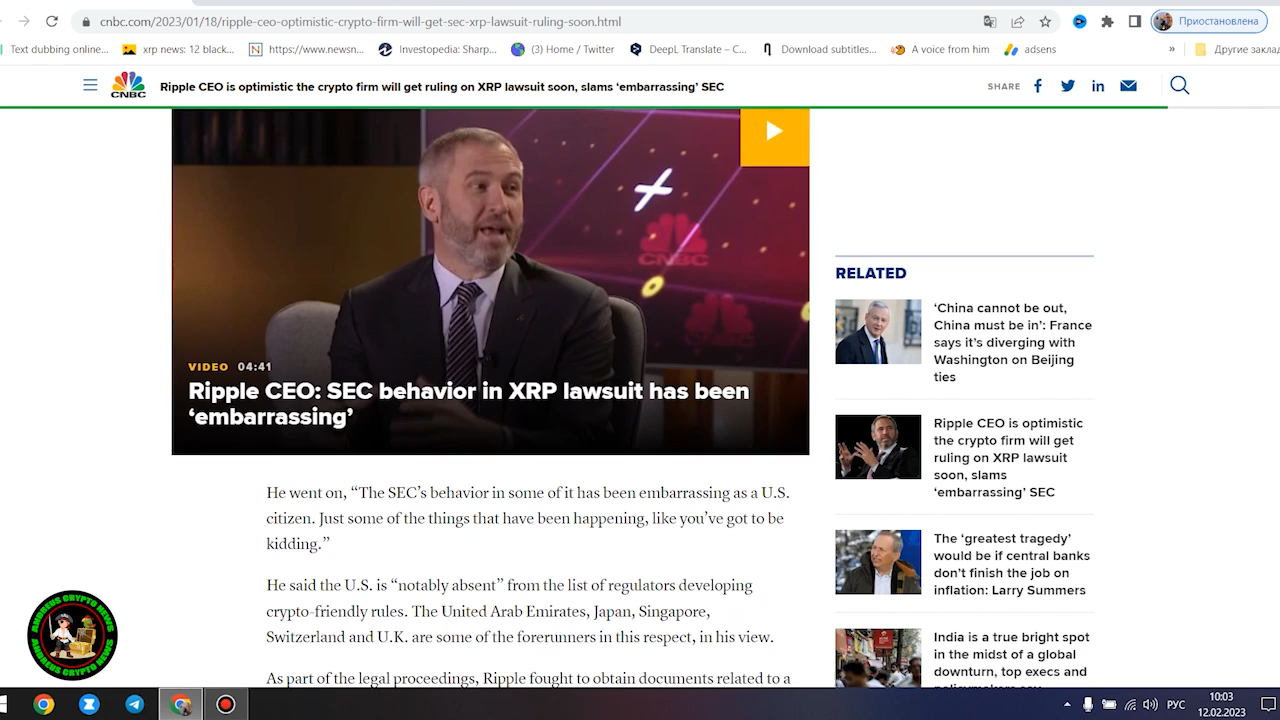 cnbc.com/2023/01/18/ripple-ceo-optimistic-crypto-firm-will-get-sec-xrp-lawsuit-ruling-soon.html
Приостановлена
Text dubbing online...
xrp news: 12 black...
https://www.newsn...
Investopedia: Sharp...
(3) Home / Twitter
DeepL Translate – C...
Download subtitles...
A voice from him
adsens
»
Другие закла
CNBC
Ripple CEO is optimistic the crypto firm will get ruling on XRP lawsuit soon, slams ‘embarrassing’ SEC
SHARE
CNBC
VIDEO 04:41
Ripple CEO: SEC behavior in XRP lawsuit has been
‘embarrassing’
He went on, “The SEC’s behavior in some of it has been embarrassing as a U.S.
citizen. Just some of the things that have been happening, like you’ve got to be
kidding.”
He said the U.S. is “notably absent” from the list of regulators developing
crypto-friendly rules. The United Arab Emirates, Japan, Singapore,
Switzerland and U.K. are some of the forerunners in this respect, in his view.
As part of the legal proceedings, Ripple fought to obtain documents related to a
RELATED
‘China cannot be out,
China must be in’: France
says it’s diverging with
Washington on Beijing
ties
Ripple CEO is optimistic
the crypto firm will get
ruling on XRP lawsuit
soon, slams
‘embarrassing’ SEC
The ‘greatest tragedy’
would be if central banks
don’t finish the job on
inflation: Larry Summers
India is a true bright spot
in the midst of a global
downturn, top execs and
ANDREUS CRYPTO NEWS
ANDREUS CRYPTO NEWS
РУС
10:03
12.02.2023